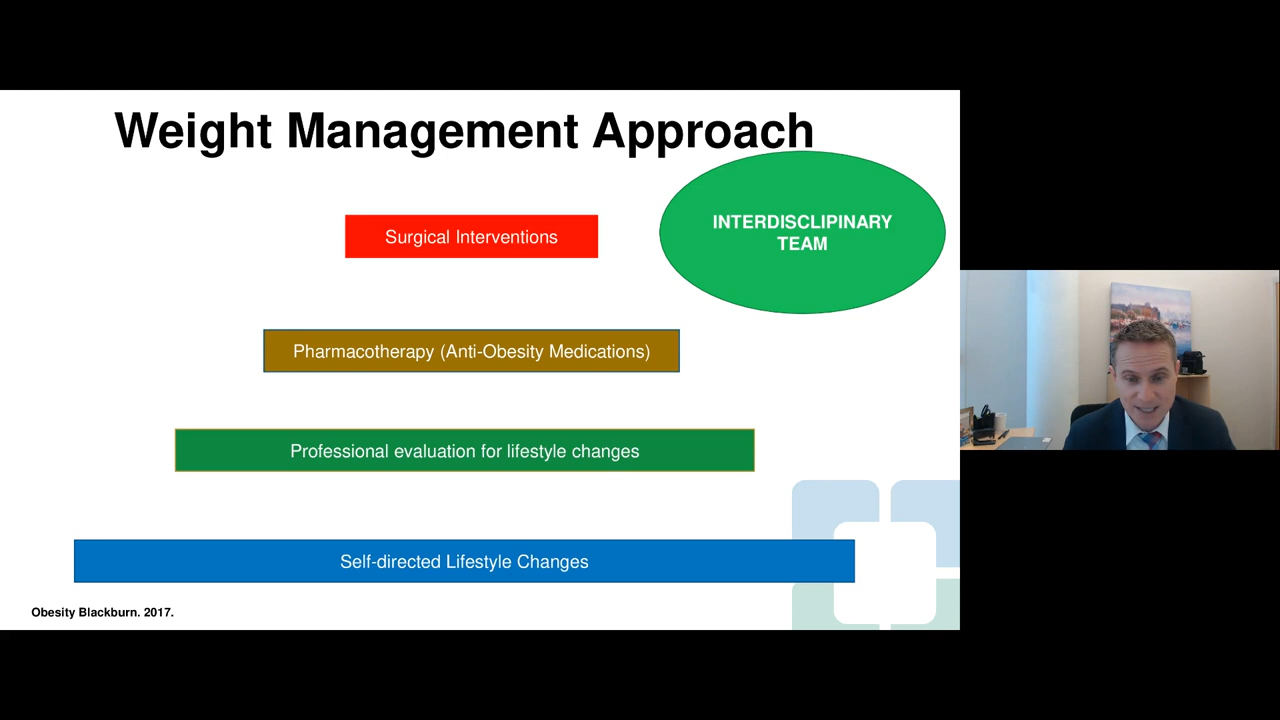 Weight Management Approach
INTERDISCLIPINARY
TEAM
Surgical Interventions
Pharmacotherapy (Anti-Obesity Medications)
Professional evaluation for lifestyle changes
Self-directed Lifestyle Changes
Obesity Blackburn. 2017.